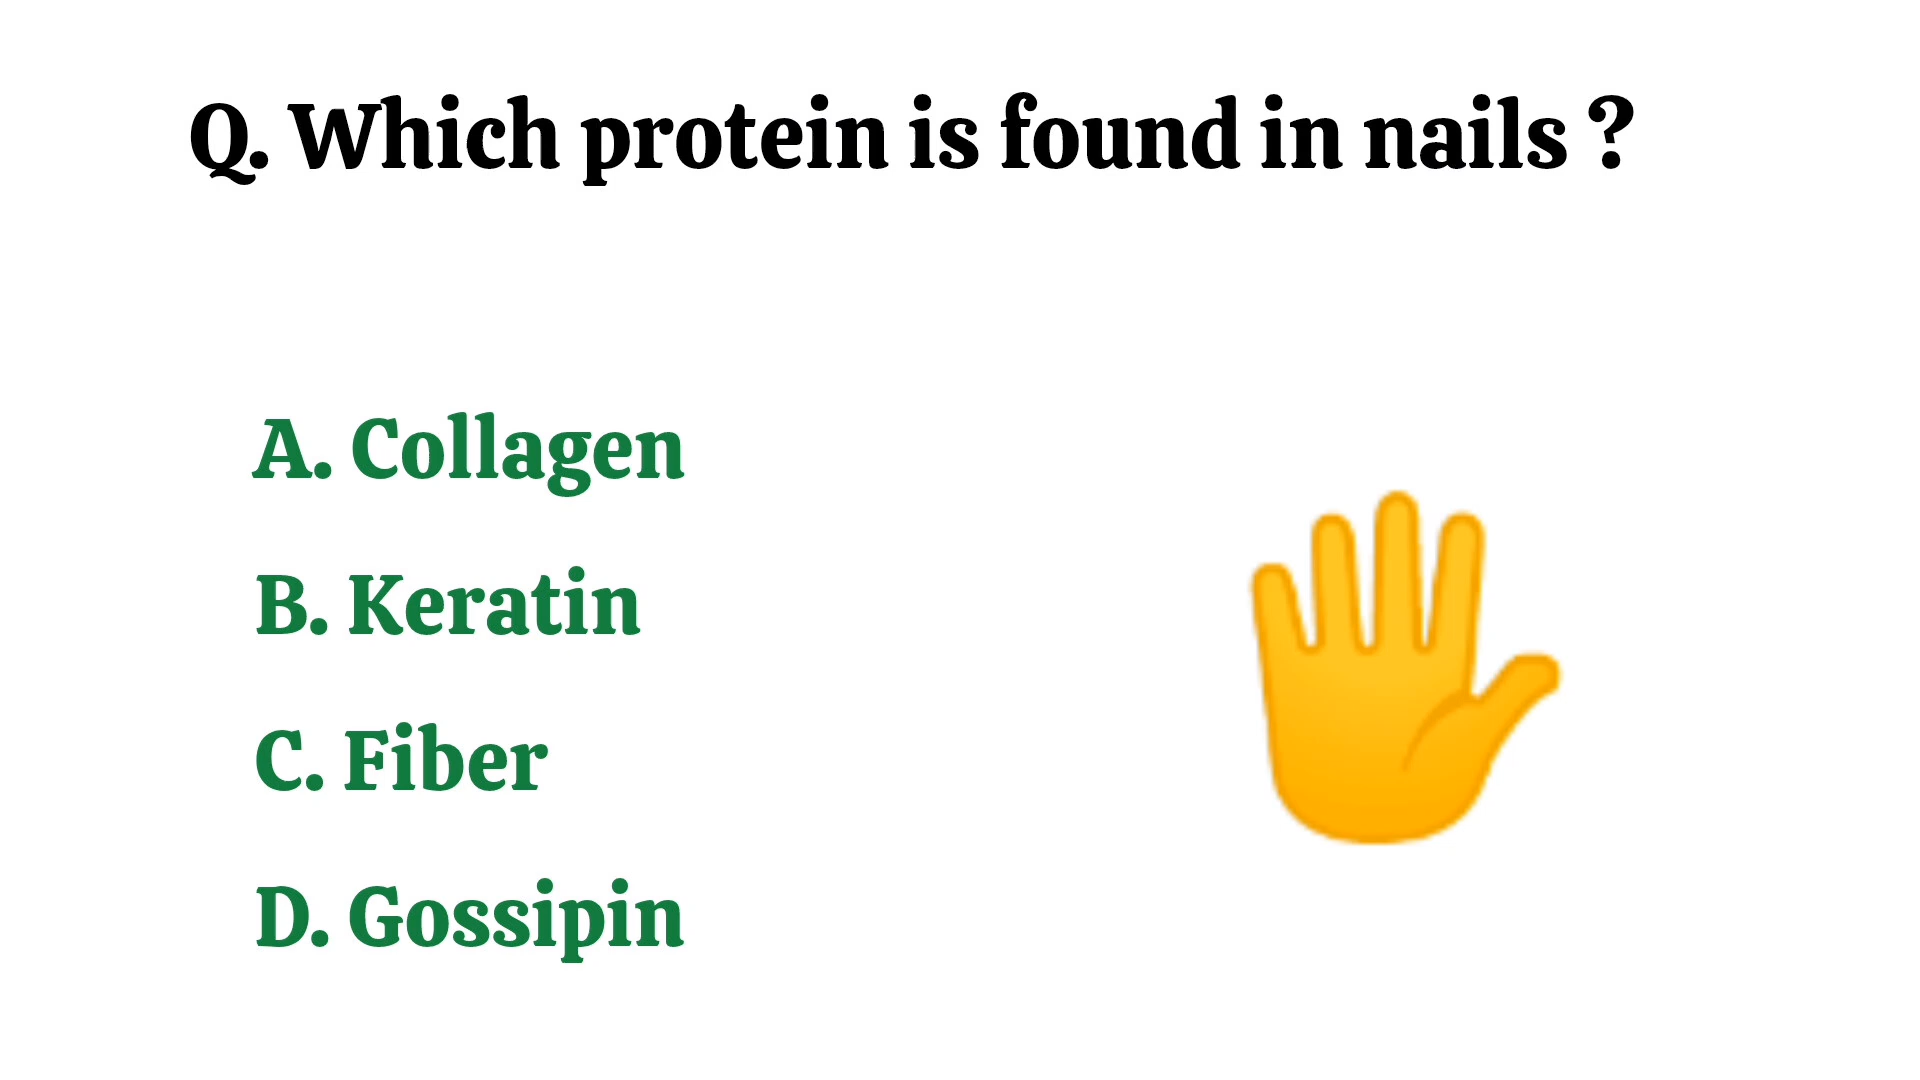 Q. Which protein is found in nails ?
A. Collagen
B. Keratin
C. Fiber
D. Gossipin